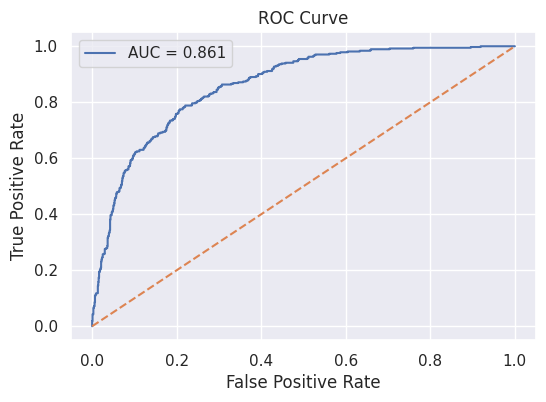 ROC Curve
AUC = 0.861
True Positive Rate
1.0
0.8
0.6
0.4
0.2
0.0
0.0 0.2 0.4 0.6 0.8 1.0
False Positive Rate